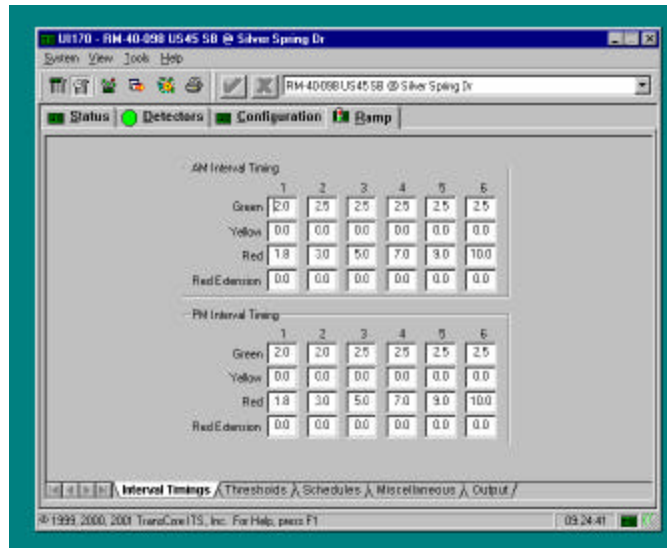 UI170 - RM-40-098 US45 SB @ Silver Spring Dr
System View Tools Help
RM-40-098 US 45 SB @ Silver Spring Dr
Status Detectors Configuration Ramp
AM Interval Timing
1 2 3 4 5 6
Green 2.0 2.5 2.5 2.5 2.5 2.5
Yellow 0.0 0.0 0.0 0.0 0.0 0.0
Red 1.8 3.0 5.0 7.0 9.0 10.0
Red Extension 0.0 0.0 0.0 0.0 0.0 0.0
PM Interval Timing
1 2 3 4 5 6
Green 2.0 2.0 2.5 2.5 2.5 2.5
Yellow 0.0 0.0 0.0 0.0 0.0 0.0
Red 1.8 3.0 5.0 7.0 9.0 10.0
Red Extension 0.0 0.0 0.0 0.0 0.0 0.0
Interval Timings Thresholds Schedules Miscellaneous Output
© 1999, 2000, 2001 TransCore ITS, Inc. For Help, press F1 09:24:41